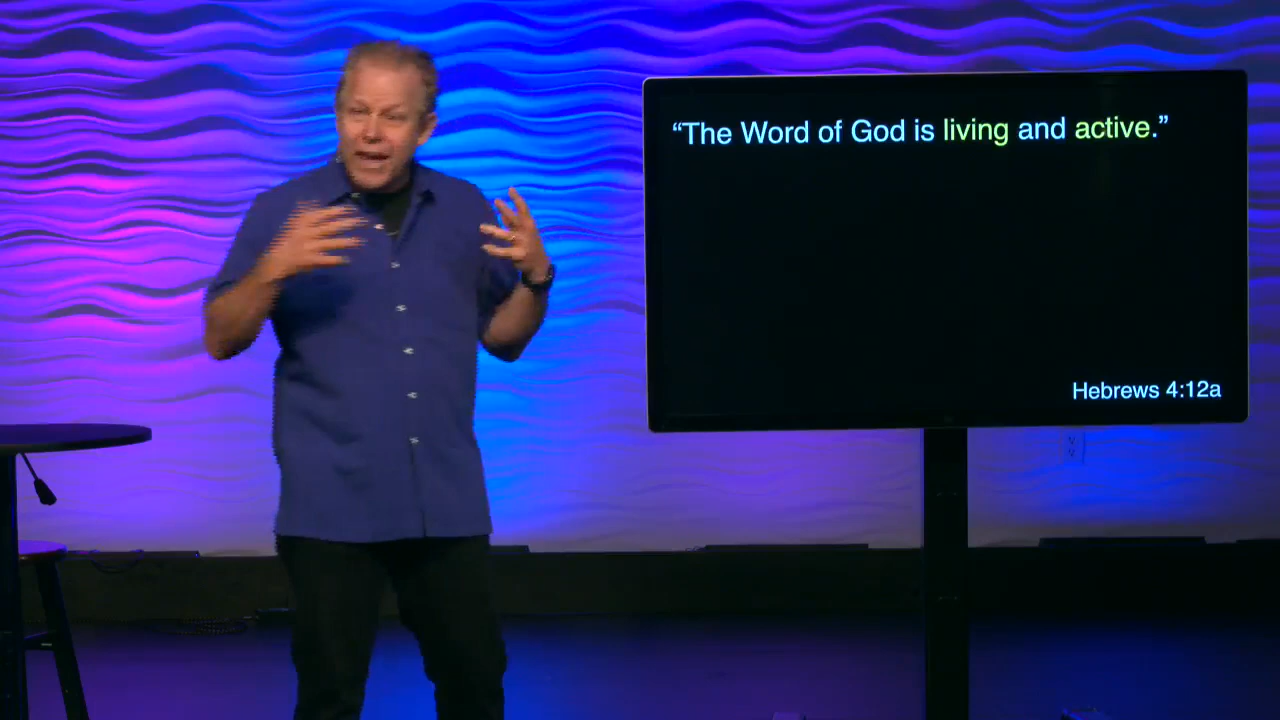 “The Word of God is living and active.”
Hebrews 4:12a